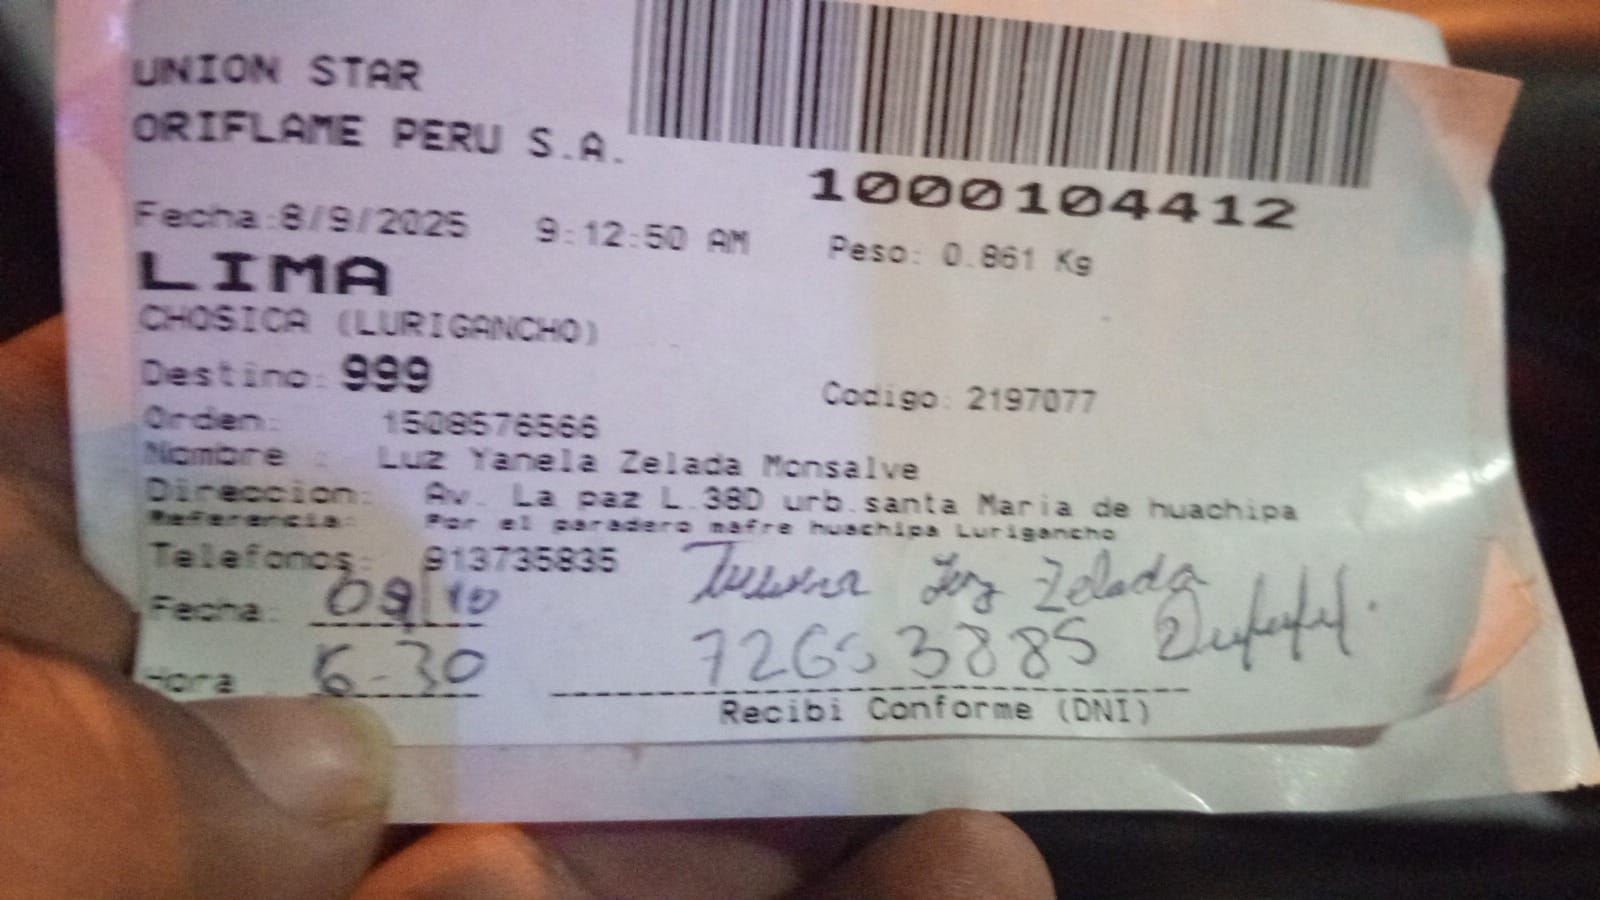 UNION STAR
ORIFLAME PERU S.A.
1000104412
Fecha:8/9/2025 9:12:50 AM Peso: 0.861 Kg
LIMA
CHOSICA (LURIGANCHO)
Destino: 999 Codigo: 2197077
Orden: 1508576566
Nombre : Luz Yanela Zelada Monsalve
Direccion: Av. La paz L.38D urb.santa Maria de huachipa
Referencia: Por el paradero mafre huachipa Lurigancho
Telefonos: 913735835
Zelada
Fecha: 09/10
Hora 6-30
Recibi Conforme (DNI)